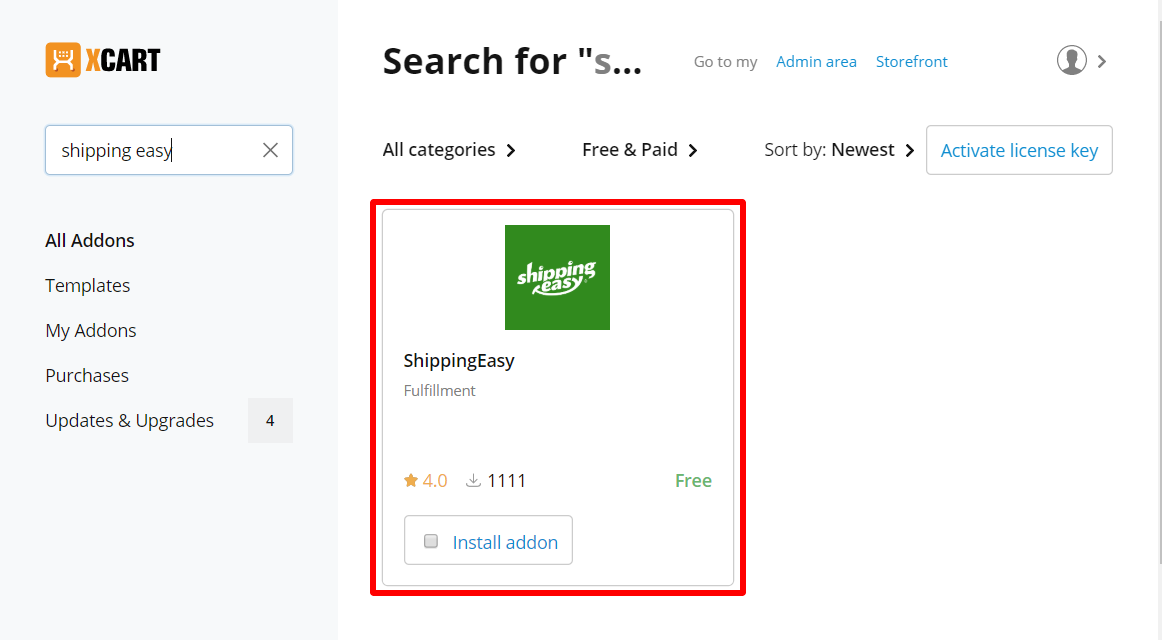 XCART
Search for "s...
Go to my Admin area Storefront
shipping easy
All categories
Free & Paid
Sort by: Newest
Activate license key
All Addons
Templates
My Addons
Purchases
Updates & Upgrades 4
shipping
easy
ShippingEasy
Fulfillment
4.0 1111 Free
Install addon